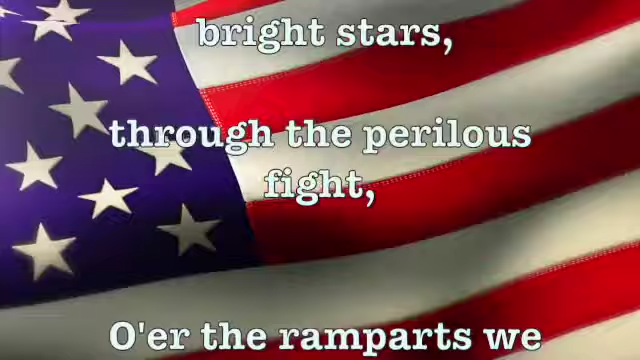 bright stars,
through the perilous
fight,
O'er the ramparts we